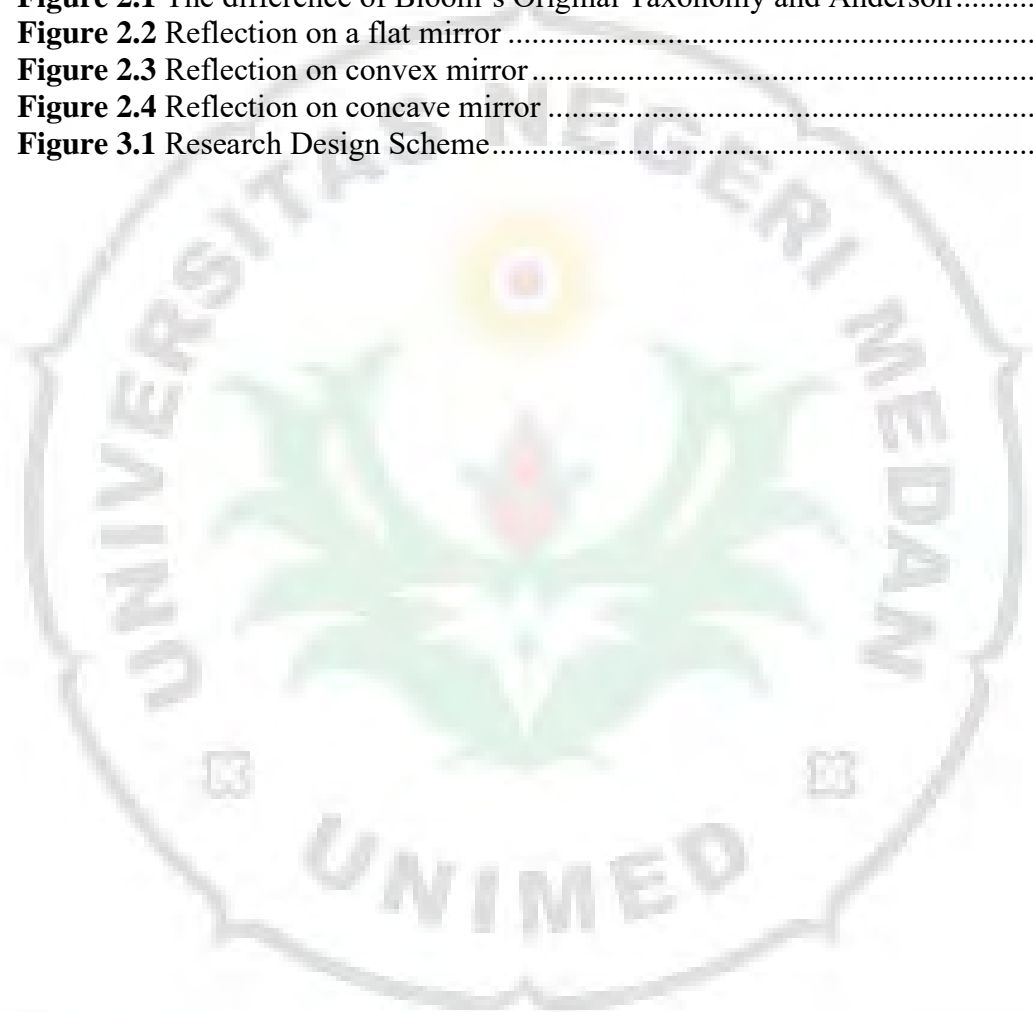 Figure 2.1 The difference of Bloom's Original Taxonomy and Anderson..........
Figure 2.2 Reflection on a flat mirror ..........
Figure 2.3 Reflection on convex mirror..........
Figure 2.4 Reflection on concave mirror ..........
Figure 3.1 Research Design Scheme..........
UNIVERSITAS NEGERI MEDAN
UNIMED